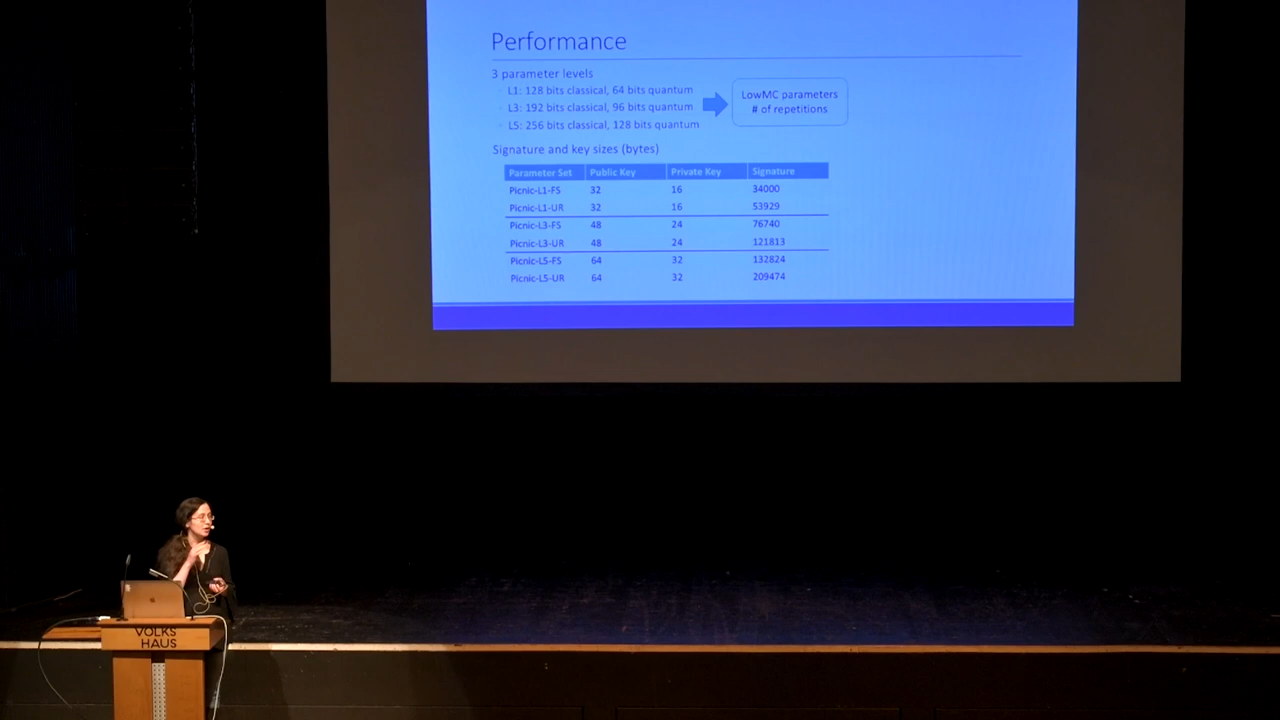 Performance
3 parameter levels
L1: 128 bits classical, 64 bits quantum
L3: 192 bits classical, 96 bits quantum
L5: 256 bits classical, 128 bits quantum
LowMC parameters
# of repetitions
Signature and key sizes (bytes)
Parameter Set Public Key Private Key Signature
Picnic-L1-FS 32 16 34000
Picnic-L1-UR 32 16 53929
Picnic-L3-FS 48 24 76740
Picnic-L3-UR 48 24 121813
Picnic-L5-FS 64 32 132824
Picnic-L5-UR 64 32 209474
VOLKS
HAUS